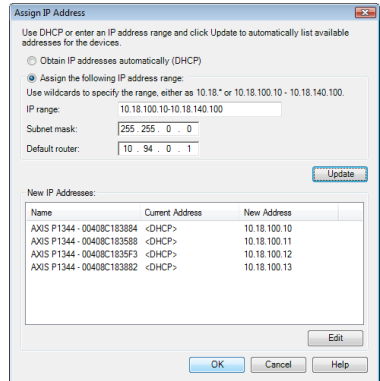 Assign IP Address
Use DHCP or enter an IP address range and click Update to automatically list available
addresses for the devices.
Obtain IP addresses automatically (DHCP)
Assign the following IP address range:
Use wildcards to specify the range, either as 10.18.* or 10.18.100.10 - 10.18.140.100.
IP range: 10.18.100.10-10.18.140.100
Subnet mask: 255 . 255 . 0 . 0
Default router: 10 . 94 . 0 . 1
Update
New IP Addresses:
Name Current Address New Address
AXIS P1344 - 00408C183884 <DHCP> 10.18.100.10
AXIS P1344 - 00408C183588 <DHCP> 10.18.100.11
AXIS P1344 - 00408C1835F3 <DHCP> 10.18.100.12
AXIS P1344 - 00408C183882 <DHCP> 10.18.100.13
Edit
OK Cancel Help